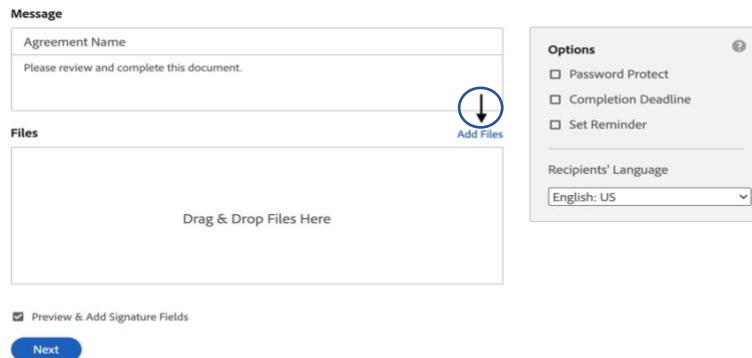 Message
Agreement Name
Please review and complete this document.
Files
Add Files
Drag & Drop Files Here
Preview & Add Signature Fields
Next
Options
?
Password Protect
Completion Deadline
Set Reminder
Recipients' Language
English: US